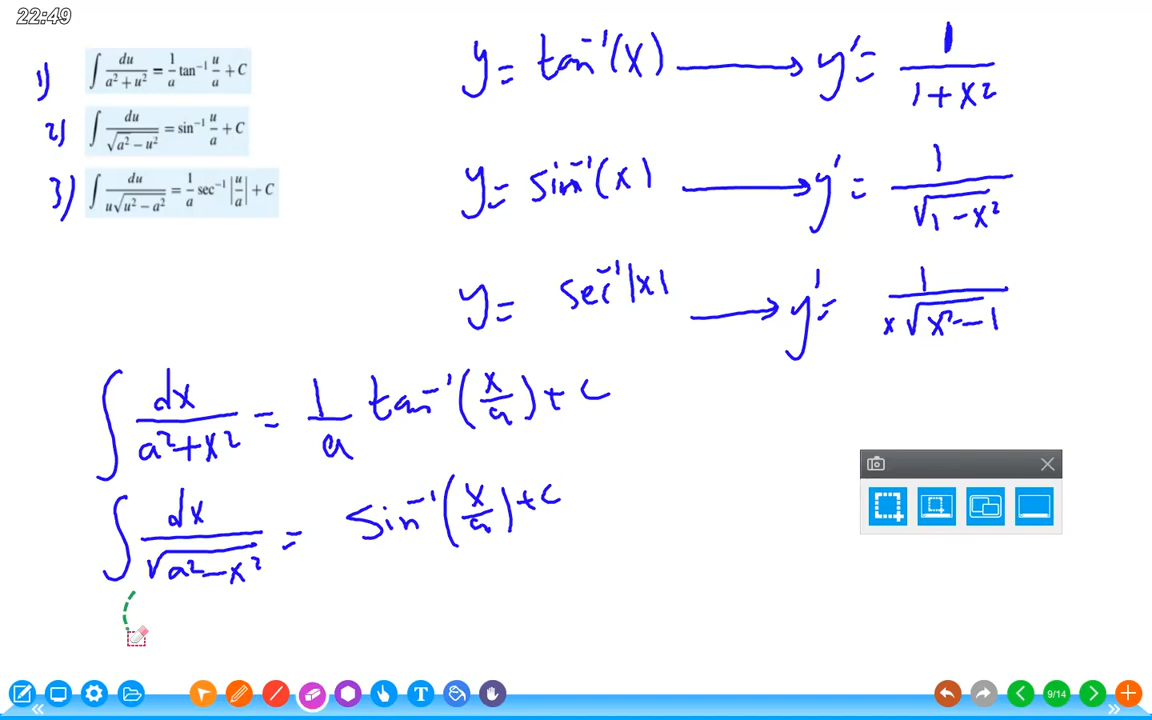 22:49
1) ∫ du/(a² + u²) = 1/a tan⁻¹ u/a + C
2) ∫ du/√(a² − u²) = sin⁻¹ u/a + C
3) ∫ du/(u√(u² − a²)) = 1/a sec⁻¹ |u/a| + C
y = tan⁻¹(x) → y' = 1/(1+x²)
y = sin⁻¹(x) → y' = 1/√(1−x²)
y = sec⁻¹|x| → y' = 1/(x√(x²−1))
∫ dx/(a²+x²) = 1/a tan⁻¹(x/a) + C
∫ dx/√(a²−x²) = sin⁻¹(x/a) + C
T
9/14